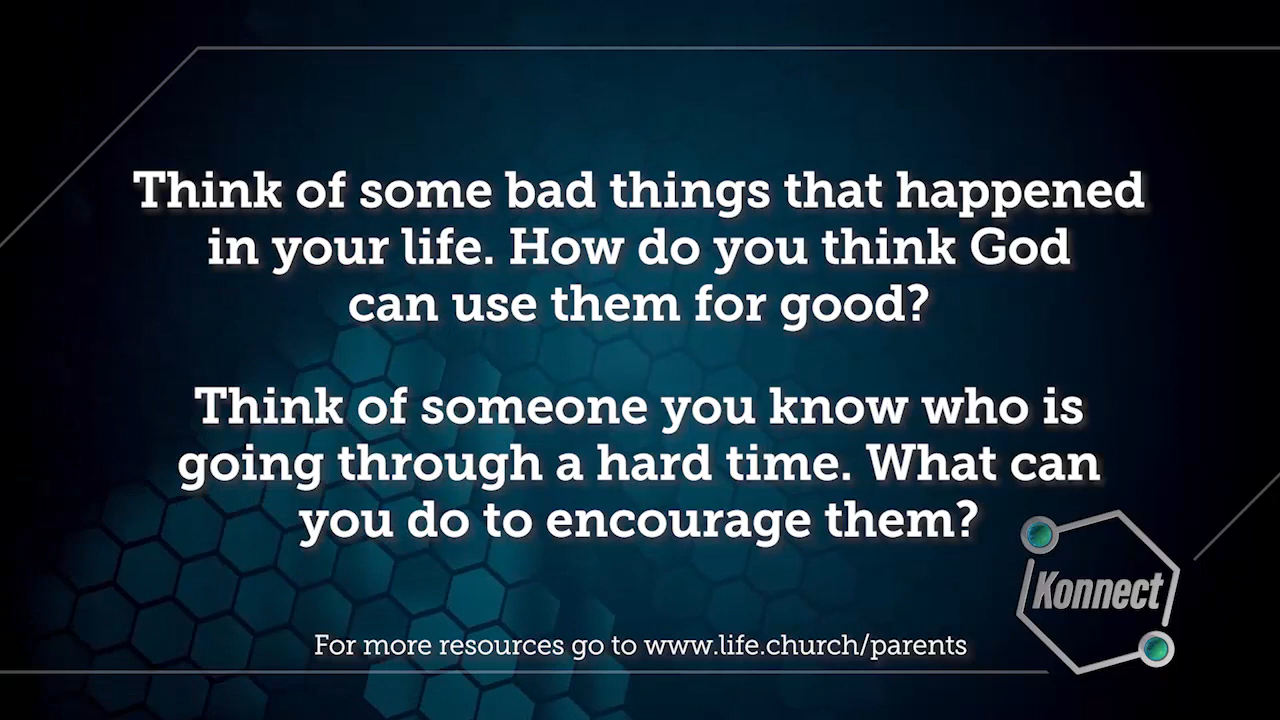 Think of some bad things that happened
in your life. How do you think God
can use them for good?
Think of someone you know who is
going through a hard time. What can
you do to encourage them?
Konnect
For more resources go to www.life.church/parents